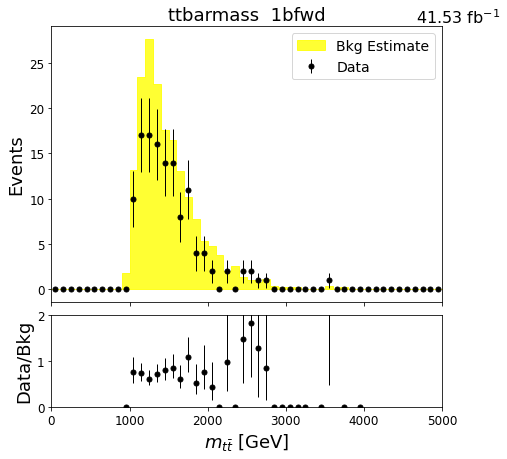 ttbarmass 1bfwd
41.53 fb⁻¹
Bkg Estimate
Data
Events
25
20
15
10
5
0
Data/Bkg
2
1
0
0 1000 2000 3000 4000 5000
m_{tt̄} [GeV]